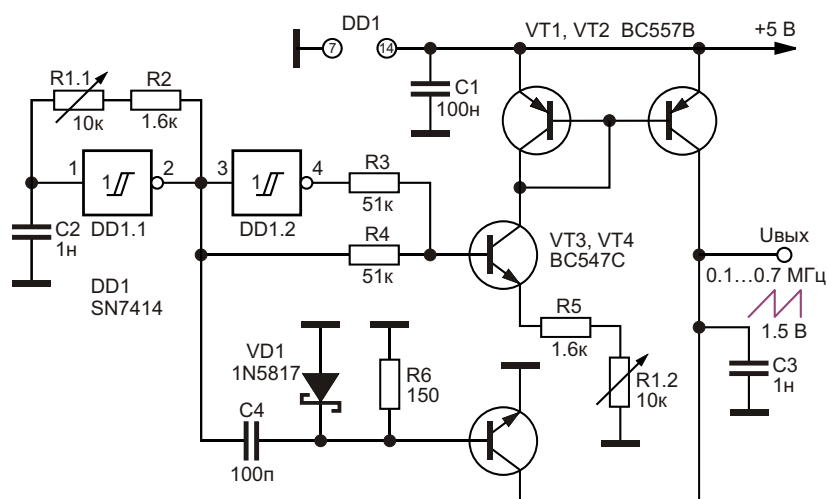 DD1
7
14
VT1, VT2 BC557B
+5 В
R1.1
10к
R2
1.6к
C1
100н
1
1
2
DD1.1
3
1
4
DD1.2
R3
51к
R4
51к
C2
1н
DD1
SN7414
VT3, VT4
BC547C
Uвых
0.1...0.7 МГц
1.5 В
R5
1.6к
R1.2
10к
C3
1н
VD1
1N5817
R6
150
C4
100п